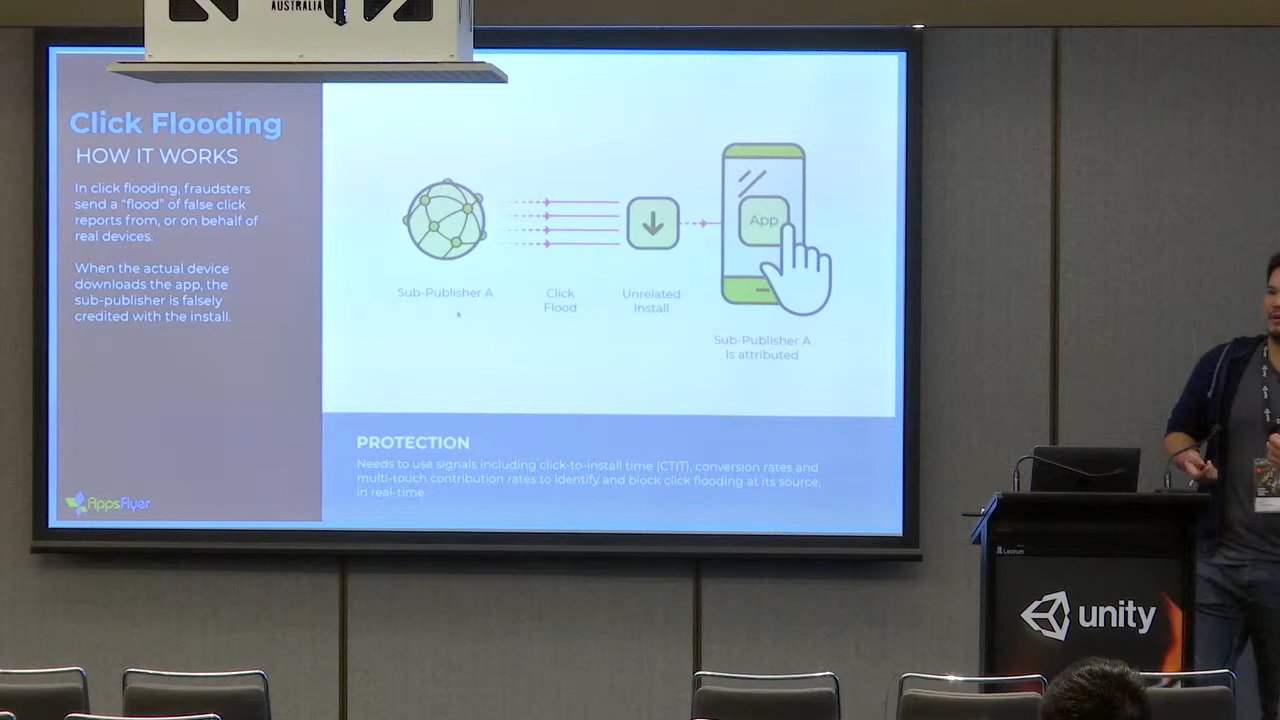 AUSTRALIA
Click Flooding
HOW IT WORKS
In click flooding, fraudsters
send a “flood” of false click
reports from, or on behalf of
real devices.
When the actual device
downloads the app, the
sub-publisher is falsely
credited with the install.
AppsFlyer
Sub-Publisher A
Click
Flood
Unrelated
Install
App
Sub-Publisher A
Is attributed
PROTECTION
Needs to use signals including click-to-install time (CTIT), conversion rates and
multi-touch contribution rates to identify and block click flooding at its source,
in real-time.
Lectrum
unity